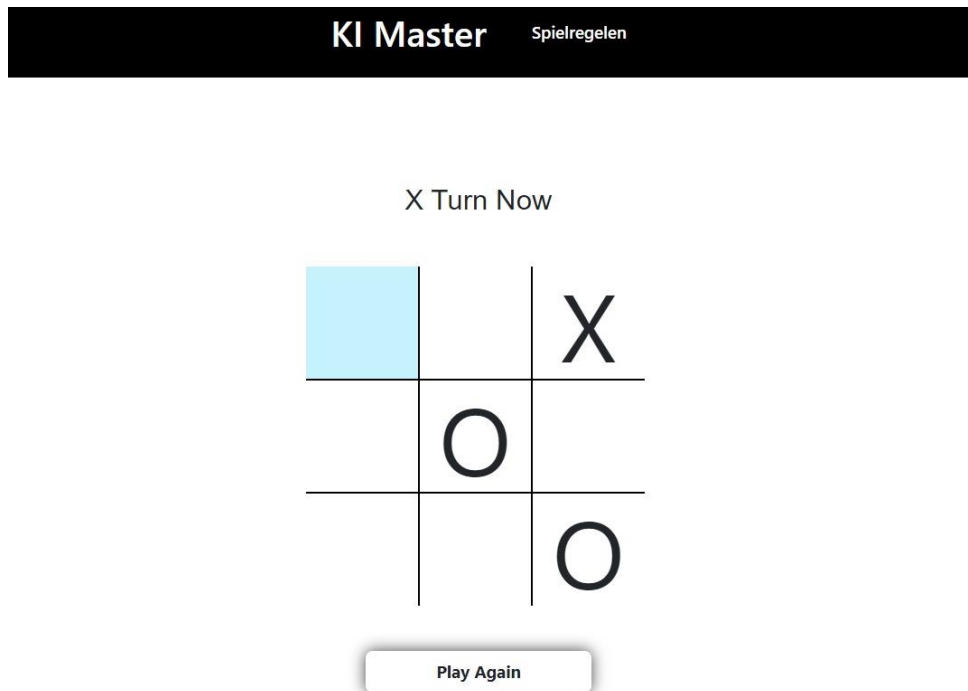 KI Master Spielregelen
X Turn Now
X
O
O
Play Again